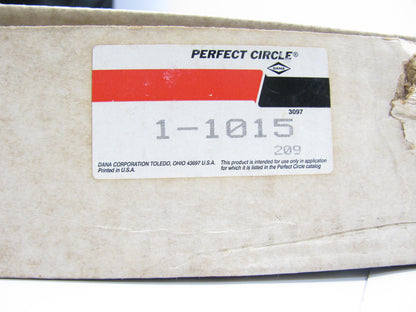 PERFECT CIRCLE®
DANA
3097
1-1015
209
DANA CORPORATION TOLEDO, OHIO 43697 U.S.A.
Printed in U.S.A.
This product is intended for use only in application
for which it is listed in the Perfect Circle catalog